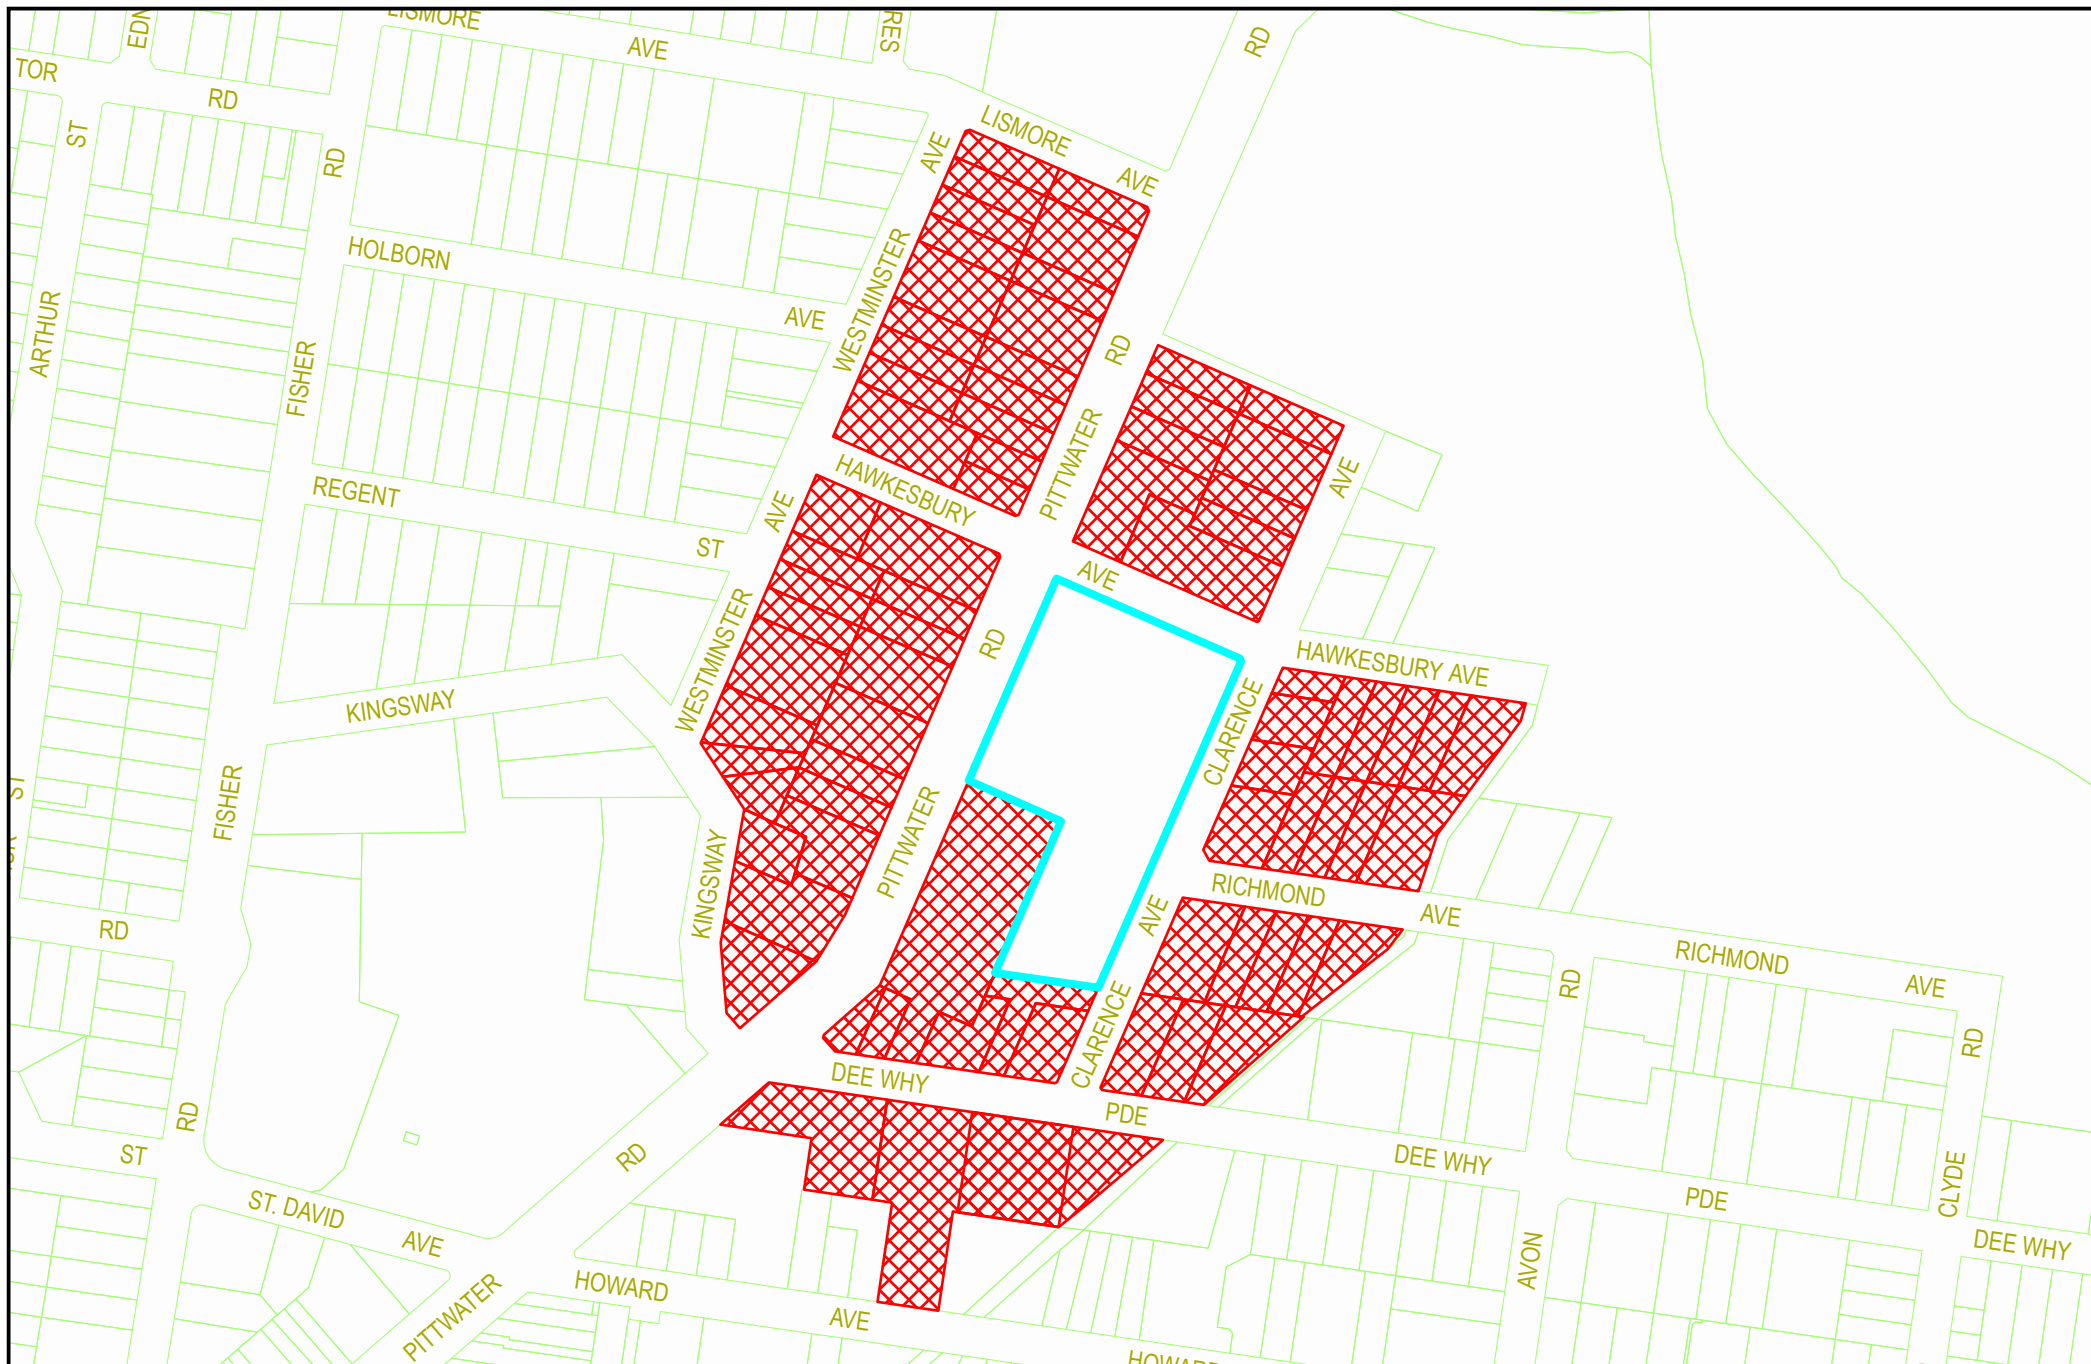 LISMORE
AVE
RES
EDN
TOR
RD
RD
ST
RD
AVE
LISMORE
AVE
HOLBORN
AVE
WESTMINSTER
ARTHUR
FISHER
RD
PITTWATER
REGENT
ST
AVE
HAWKESBURY
AVE
AVE
WESTMINSTER
RD
HAWKESBURY AVE
KINGSWAY
CLARENCE
FISHER
ST
KINGSWAY
PITTWATER
RICHMOND
AVE
AVE
RD
RICHMOND
AVE
RD
RD
CLARENCE
DEE WHY
PDE
RD
ST
RD
DEE WHY
PDE
CLYDE
ST. DAVID
AVE
DEE WHY
AVON
HOWARD
AVE
PITTWATER
HOWARD